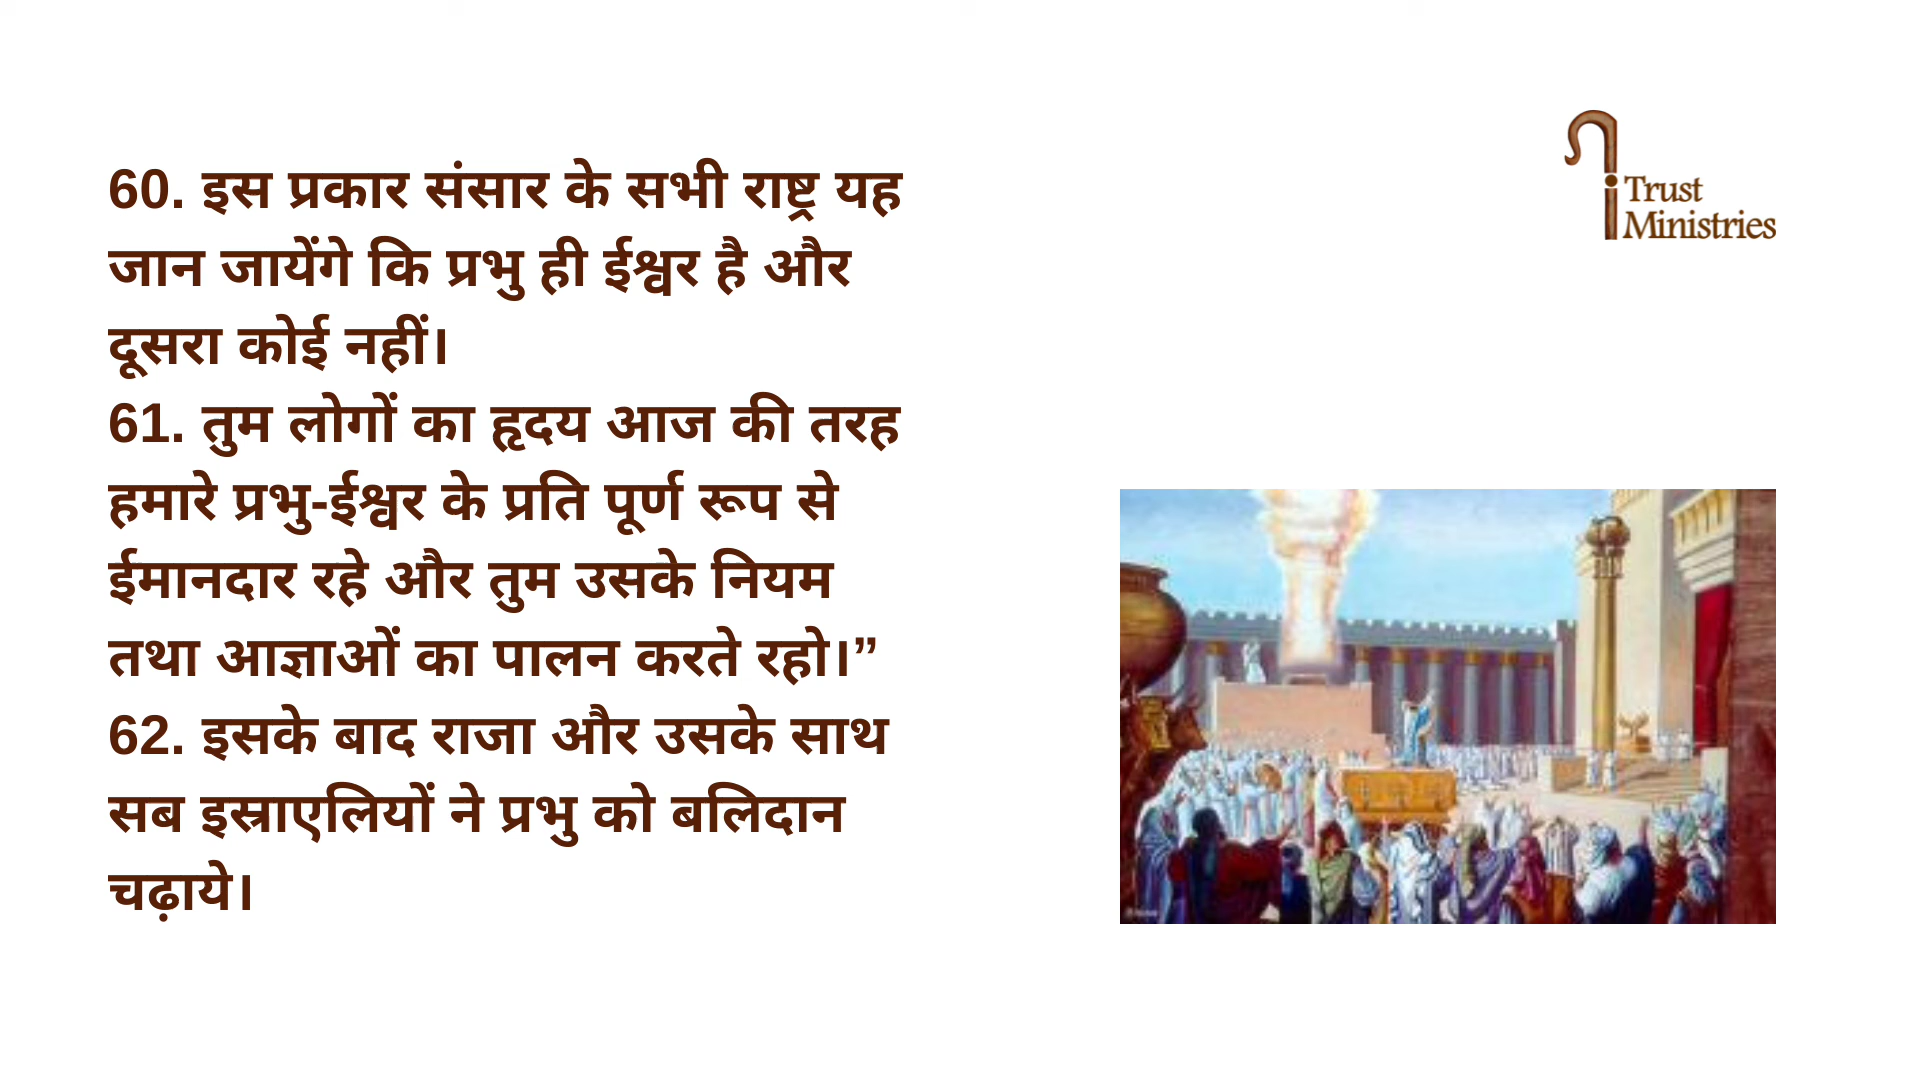 60. इस प्रकार संसार के सभी राष्ट्र यह
जान जायेंगे कि प्रभु ही ईश्वर है और
दूसरा कोई नहीं।
61. तुम लोगों का हृदय आज की तरह
हमारे प्रभु-ईश्वर के प्रति पूर्ण रूप से
ईमानदार रहे और तुम उसके नियम
तथा आज्ञाओं का पालन करते रहो।”
62. इसके बाद राजा और उसके साथ
सब इस्राएलियों ने प्रभु को बलिदान
चढ़ाये।
i Trust
Ministries